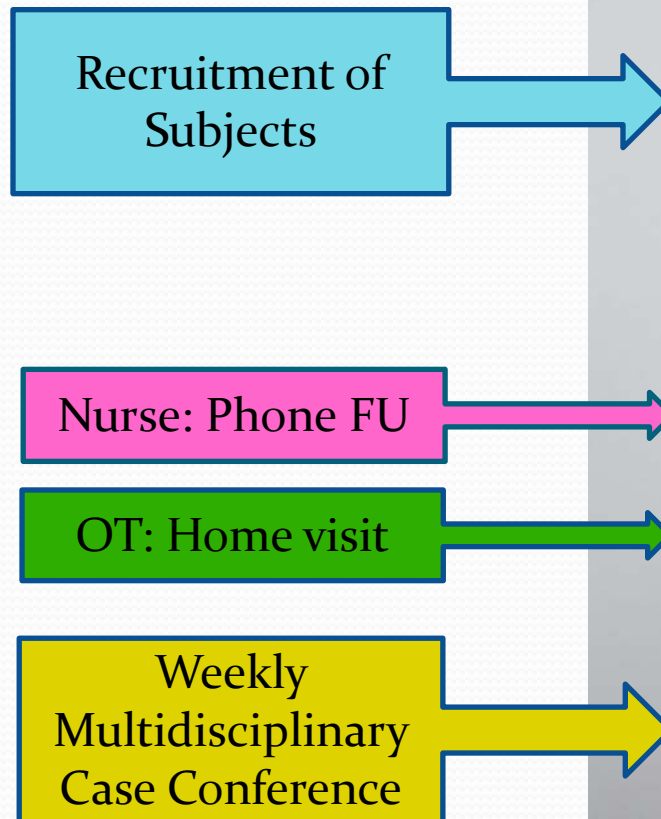 Recruitment of
Subjects
Nurse: Phone FU
OT: Home visit
Weekly
Multidisciplinary
Case Conference